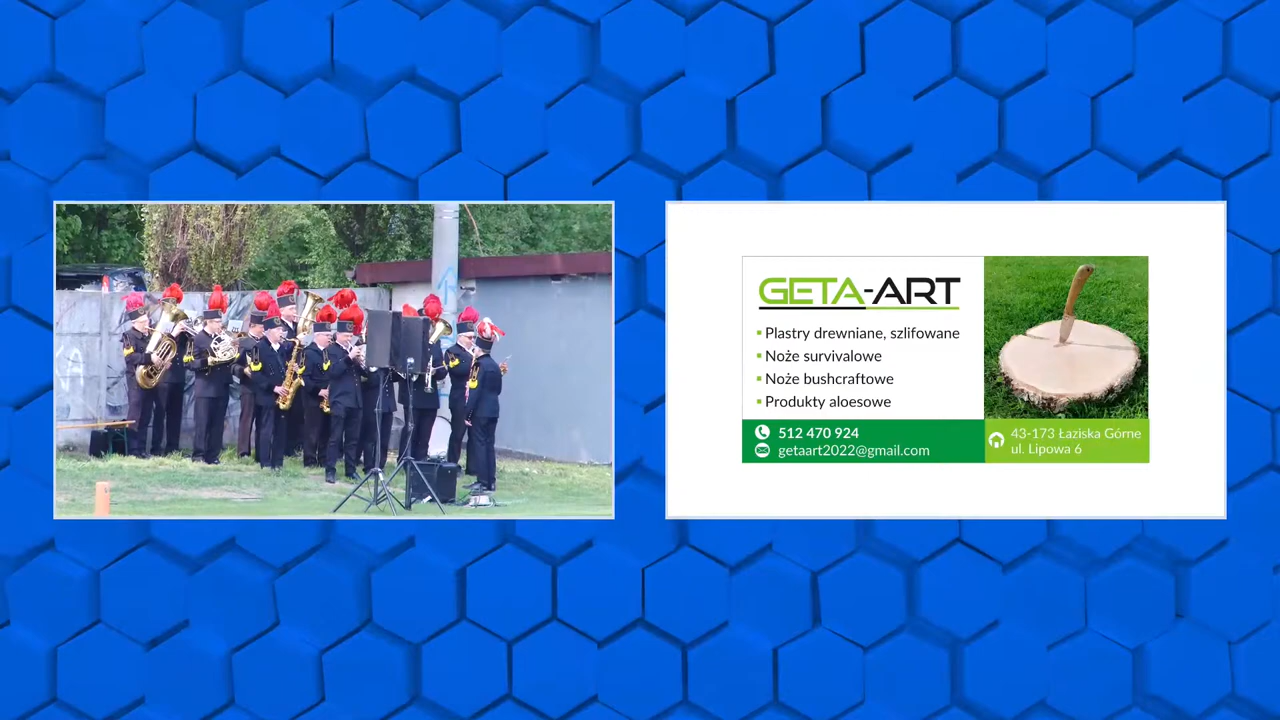 GETA-ART
Plastry drewniane, szlifowane
Noże survivalowe
Noże bushcraftowe
Produkty aloesowe
512 470 924
getaart2022@gmail.com
43-173 Łaziska Górne
ul. Lipowa 6